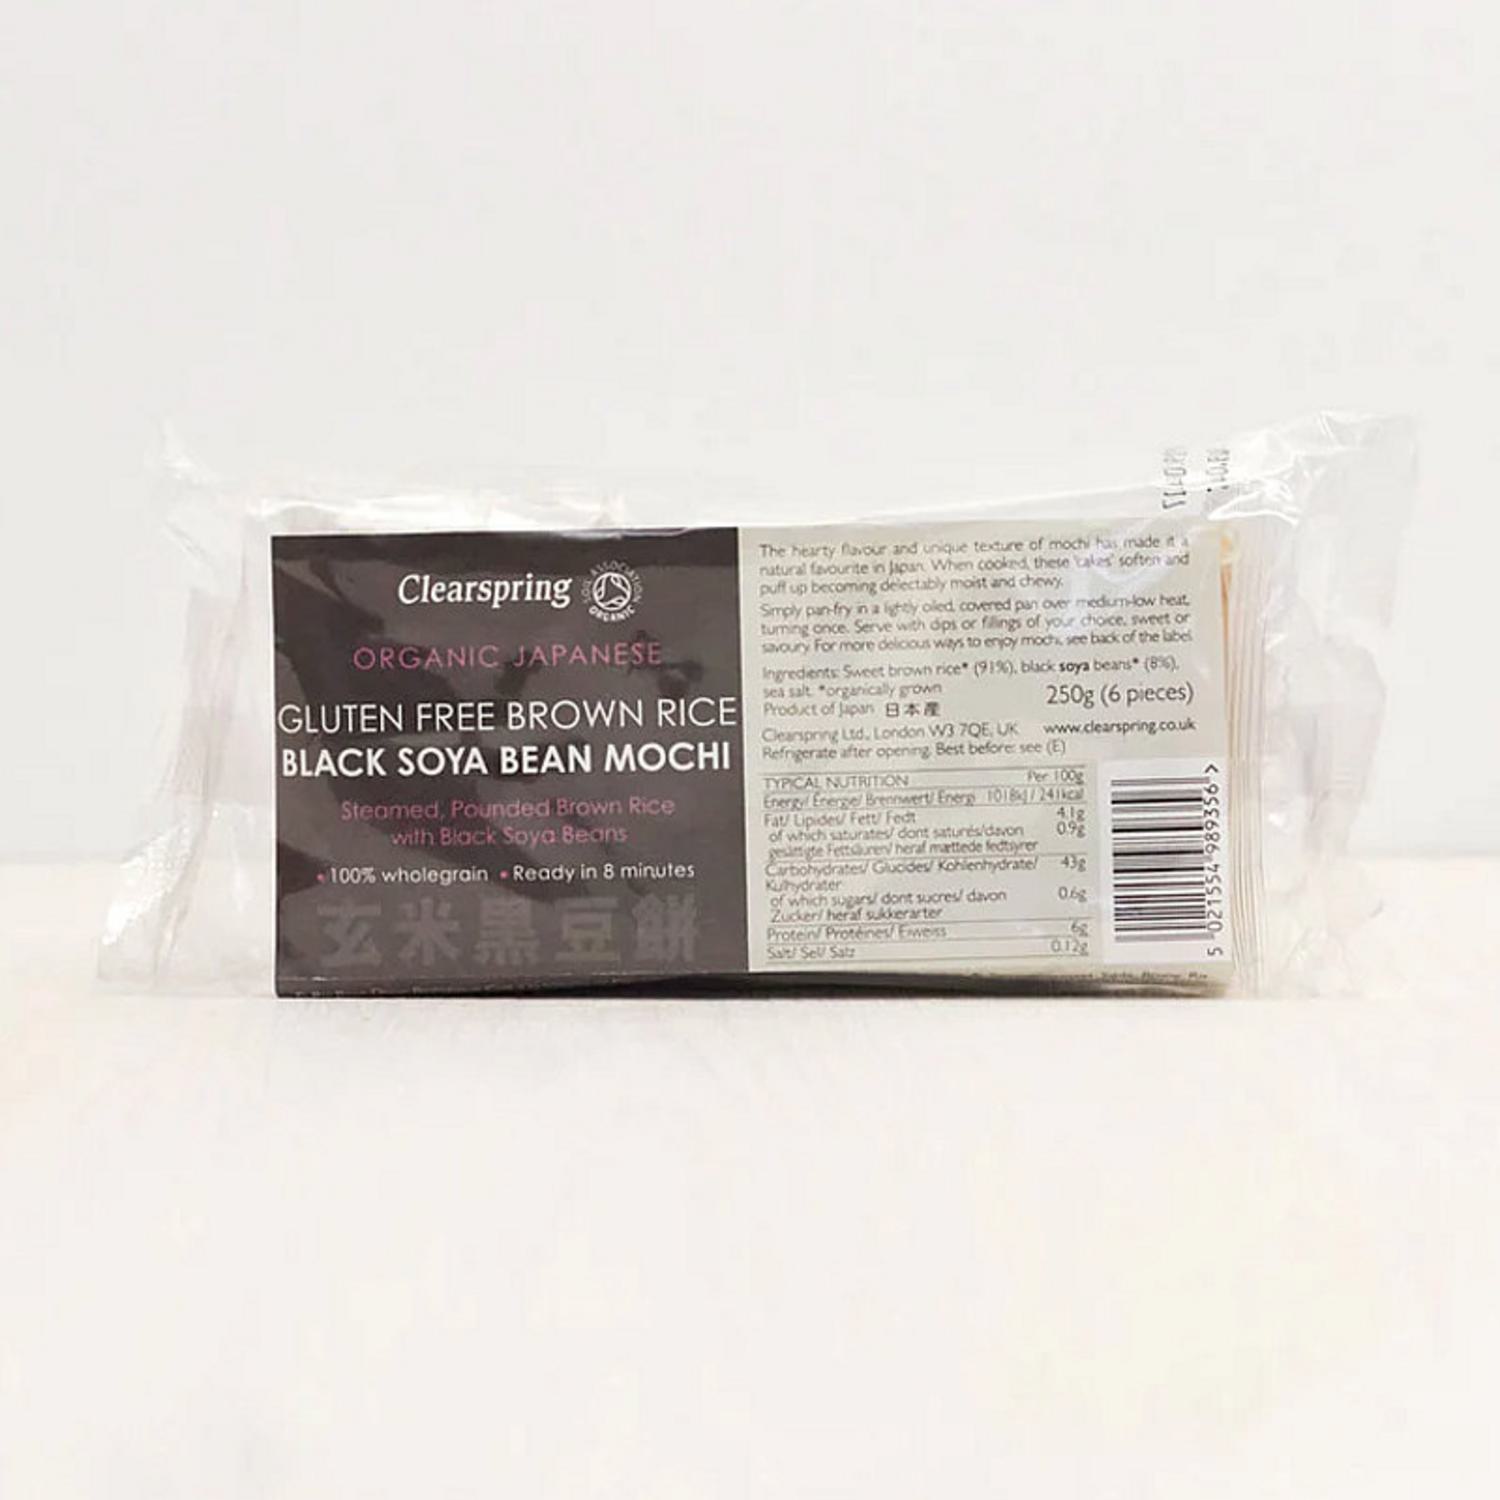 Clearspring
SOIL ASSOCIATION
ORGANIC
ORGANIC JAPANESE
GLUTEN FREE BROWN RICE
BLACK SOYA BEAN MOCHI
Steamed, Pounded Brown Rice
with Black Soya Beans
• 100% wholegrain • Ready in 8 minutes
玄米黒豆餅
The hearty flavour and unique texture of mochi has made it a
natural favourite in Japan. When cooked, these 'cakes' soften and
puff up becoming delectably moist and chewy.
Simply pan-fry in a lightly oiled, covered pan over medium-low heat,
turning once. Serve with dips or fillings of your choice, sweet or
savoury. For more delicious ways to enjoy mochi, see back of the label
Ingredients: Sweet brown rice* (91%), black soya beans* (8%),
sea salt. *organically grown
250g (6 pieces)
Product of Japan 日本産
Clearspring Ltd., London W3 7QE, UK www.clearspring.co.uk
Refrigerate after opening. Best before: see (E)
TYPICAL NUTRITION Per 100g
Energy/ Énergie/ Brennwert/ Energi 1018kJ / 241kcal
Fat/ Lipides/ Fett/ Fedt 4.1g
of which saturates/ dont saturés/davon 0.9g
gesättigte Fettsäuren/ heraf mættede fedtsyrer
Carbohydrates/ Glucides/ Kohlenhydrate/ 43g
Kulhydrater
of which sugars/ dont sucres/ davon 0.6g
Zucker/ heraf sukkerarter
Protein/ Protéines/ Eiweiss 6g
Salt/ Sel/ Salz 0.12g
5 021554 989356 >